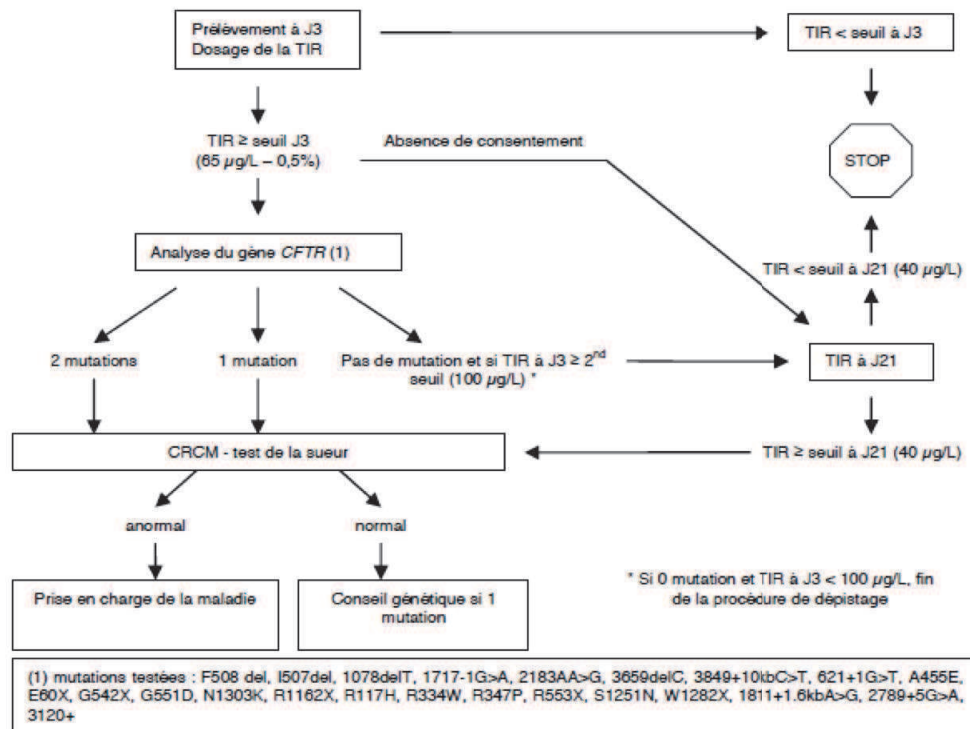 Prélèvement à J3
Dosage de la TIR
TIR < seuil à J3
TIR ≥ seuil J3
(65 µg/L – 0,5%)
Absence de consentement
STOP
Analyse du gène CFTR (1)
TIR < seuil à J21 (40 µg/L)
2 mutations
1 mutation
Pas de mutation et si TIR à J3 ≥ 2nd
seuil (100 µg/L) *
TIR à J21
CRCM - test de la sueur
TIR ≥ seuil à J21 (40 µg/L)
anormal
normal
Prise en charge de la maladie
Conseil génétique si 1
mutation
* Si 0 mutation et TIR à J3 < 100 µg/L, fin
de la procédure de dépistage
(1) mutations testées : F508 del, I507del, 1078delT, 1717-1G>A, 2183AA>G, 3659delC, 3849+10kbC>T, 621+1G>T, A455E,
E60X, G542X, G551D, N1303K, R1162X, R117H, R334W, R347P, R553X, S1251N, W1282X, 1811+1.6kbA>G, 2789+5G>A,
3120+